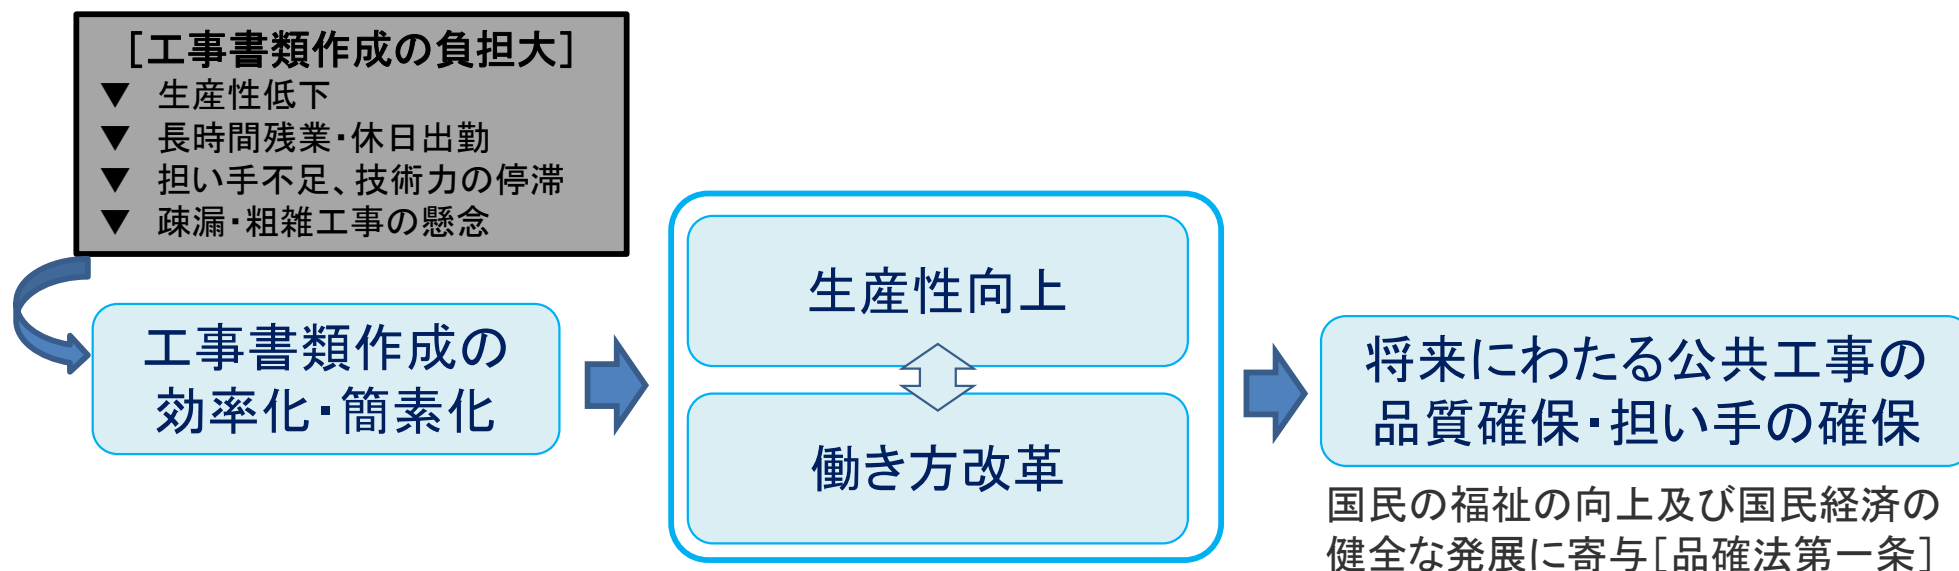 ［工事書類作成の負担大］
▼ 生産性低下
▼ 長時間残業・休日出勤
▼ 担い手不足、技術力の停滞
▼ 疎漏・粗雑工事の懸念
工事書類作成の
効率化・簡素化
生産性向上
働き方改革
将来にわたる公共工事の
品質確保・担い手の確保
国民の福祉の向上及び国民経済の
健全な発展に寄与［品確法第一条］